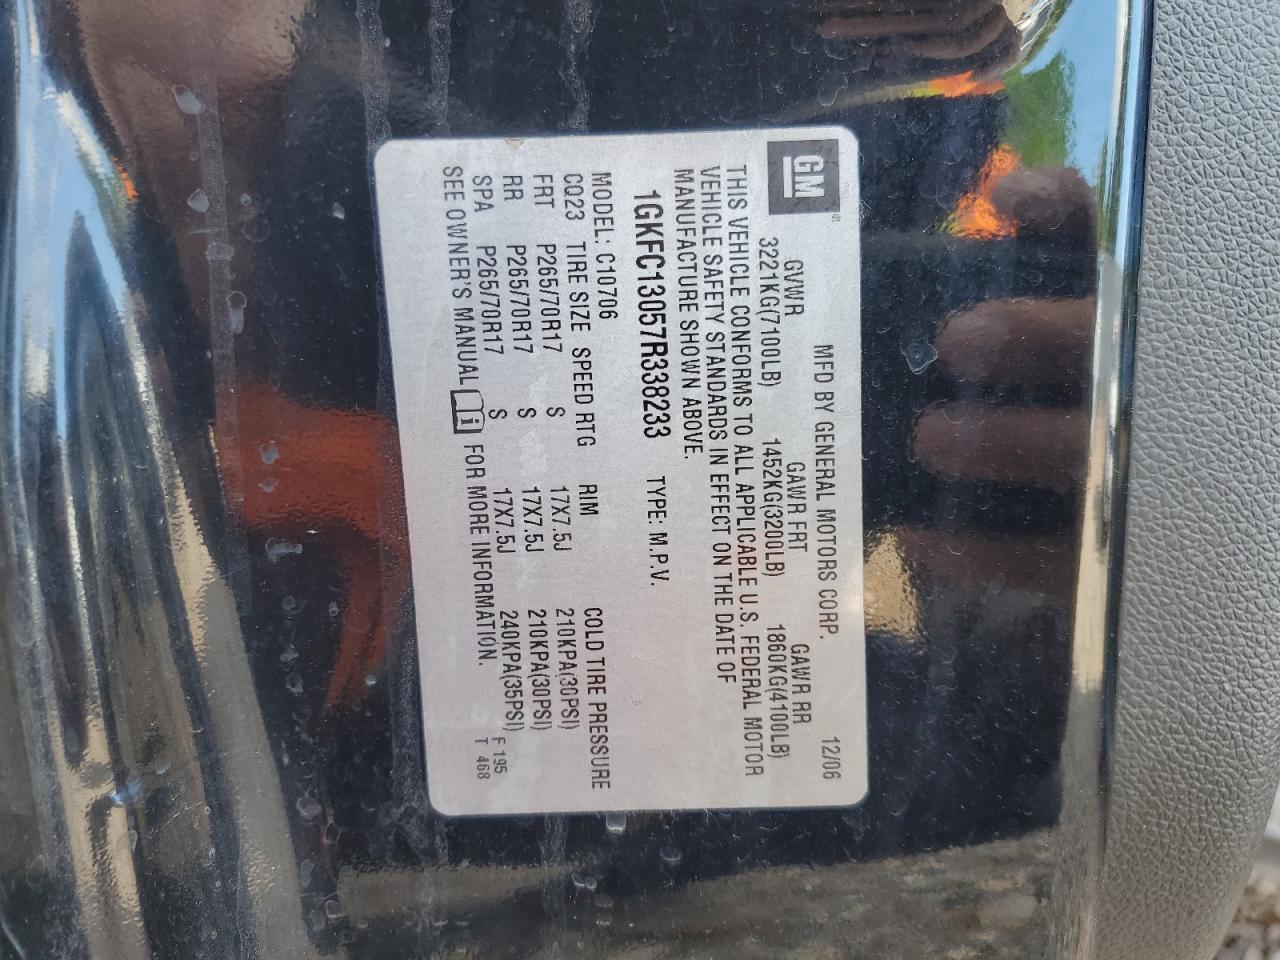 GM
MFD BY GENERAL MOTORS CORP. 12/06
GVWR GAWR FRT GAWR RR
3221KG(7100LB) 1452KG(3200LB) 1860KG(4100LB)
THIS VEHICLE CONFORMS TO ALL APPLICABLE U.S. FEDERAL MOTOR
VEHICLE SAFETY STANDARDS IN EFFECT ON THE DATE OF
MANUFACTURE SHOWN ABOVE.
1GKFC13057R338233 TYPE: M.P.V.
MODEL: C10706
CQ23 TIRE SIZE SPEED RTG RIM COLD TIRE PRESSURE
FRT P265/70R17 S 17X7.5J 210KPA(30PSI)
RR P265/70R17 S 17X7.5J 210KPA(30PSI)
SPA P265/70R17 S 17X7.5J 240KPA(35PSI)
SEE OWNER'S MANUAL FOR MORE INFORMATION.
F 195
T 468